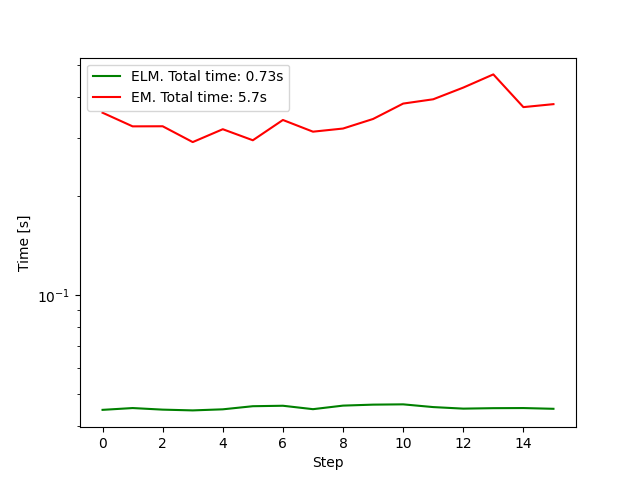 ELM. Total time: 0.73s
EM. Total time: 5.7s
Time [s]
10⁻¹
0 2 4 6 8 10 12 14
Step